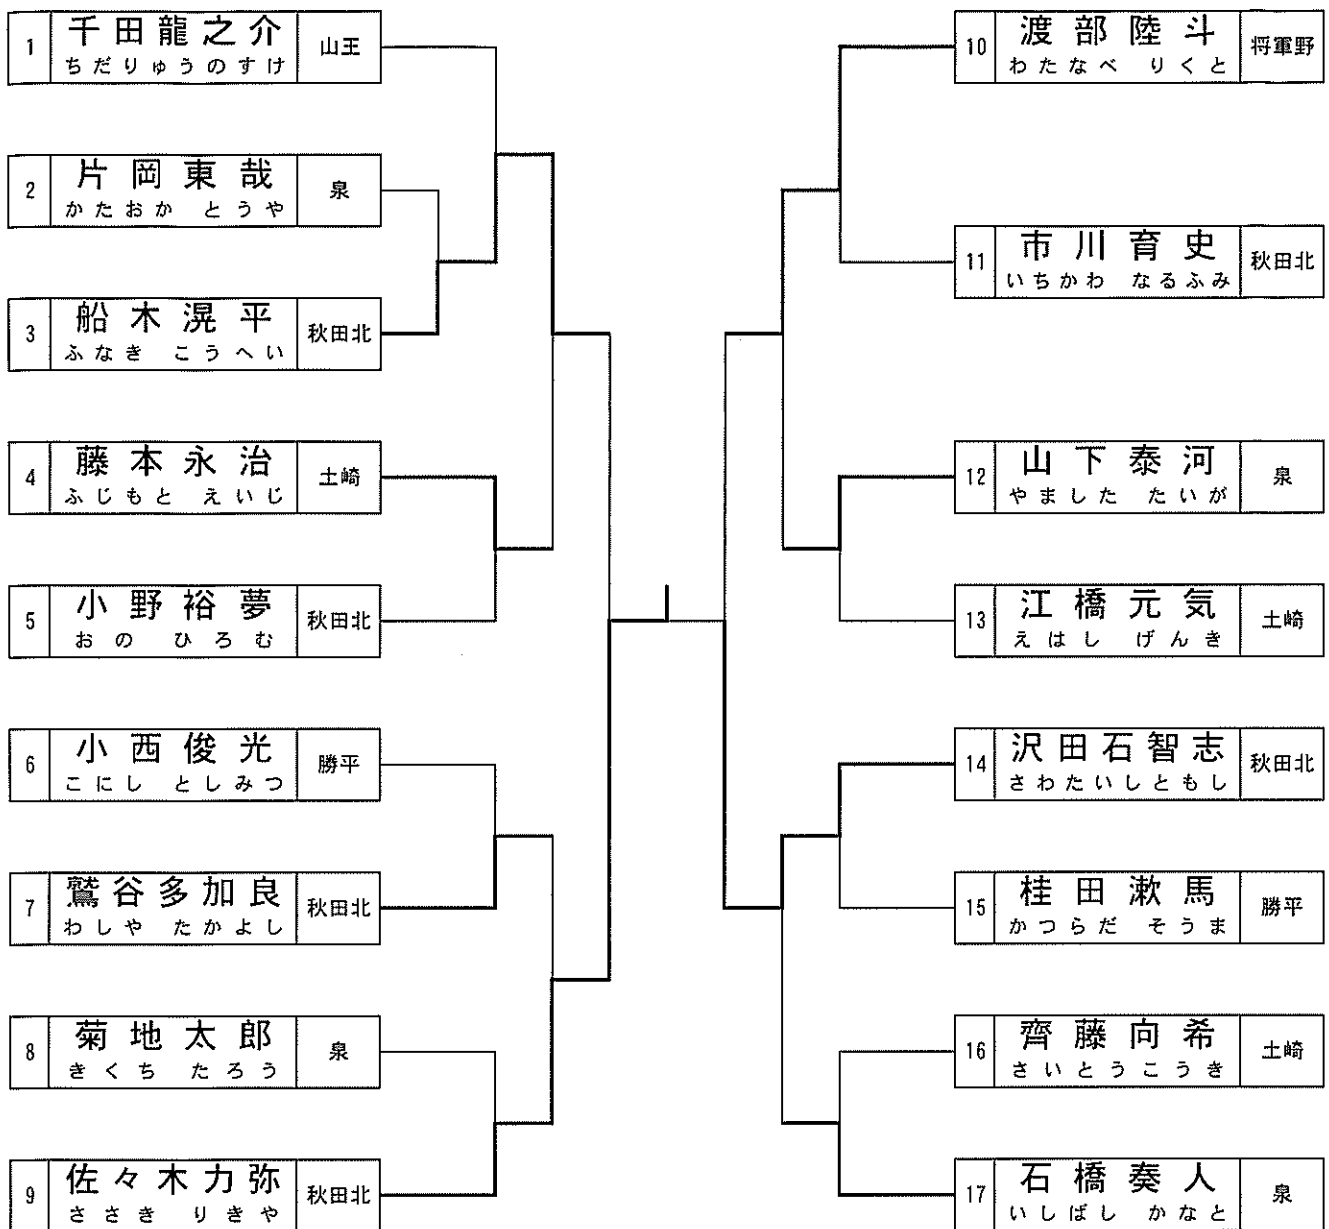 1 千田龍之介 山王
ちだりゅうのすけ
2 片岡東哉 泉
かたおか とうや
3 船木滉平 秋田北
ふなき こうへい
4 藤本永治 土崎
ふじもと えいじ
5 小野裕夢 秋田北
おの ひろむ
6 小西俊光 勝平
こにし としみつ
7 鷲谷多加良 秋田北
わしや たかよし
8 菊地太郎 泉
きくち たろう
9 佐々木力弥 秋田北
ささき りきや
10 渡部陸斗 将軍野
わたなべ りくと
11 市川育史 秋田北
いちかわ なるふみ
12 山下泰河 泉
やました たいが
13 江橋元気 土崎
えはし げんき
14 沢田石智志 秋田北
さわたいしともし
15 桂田漱馬 勝平
かつらだ そうま
16 齊藤向希 土崎
さいとうこうき
17 石橋奏人 泉
いしばし かなと